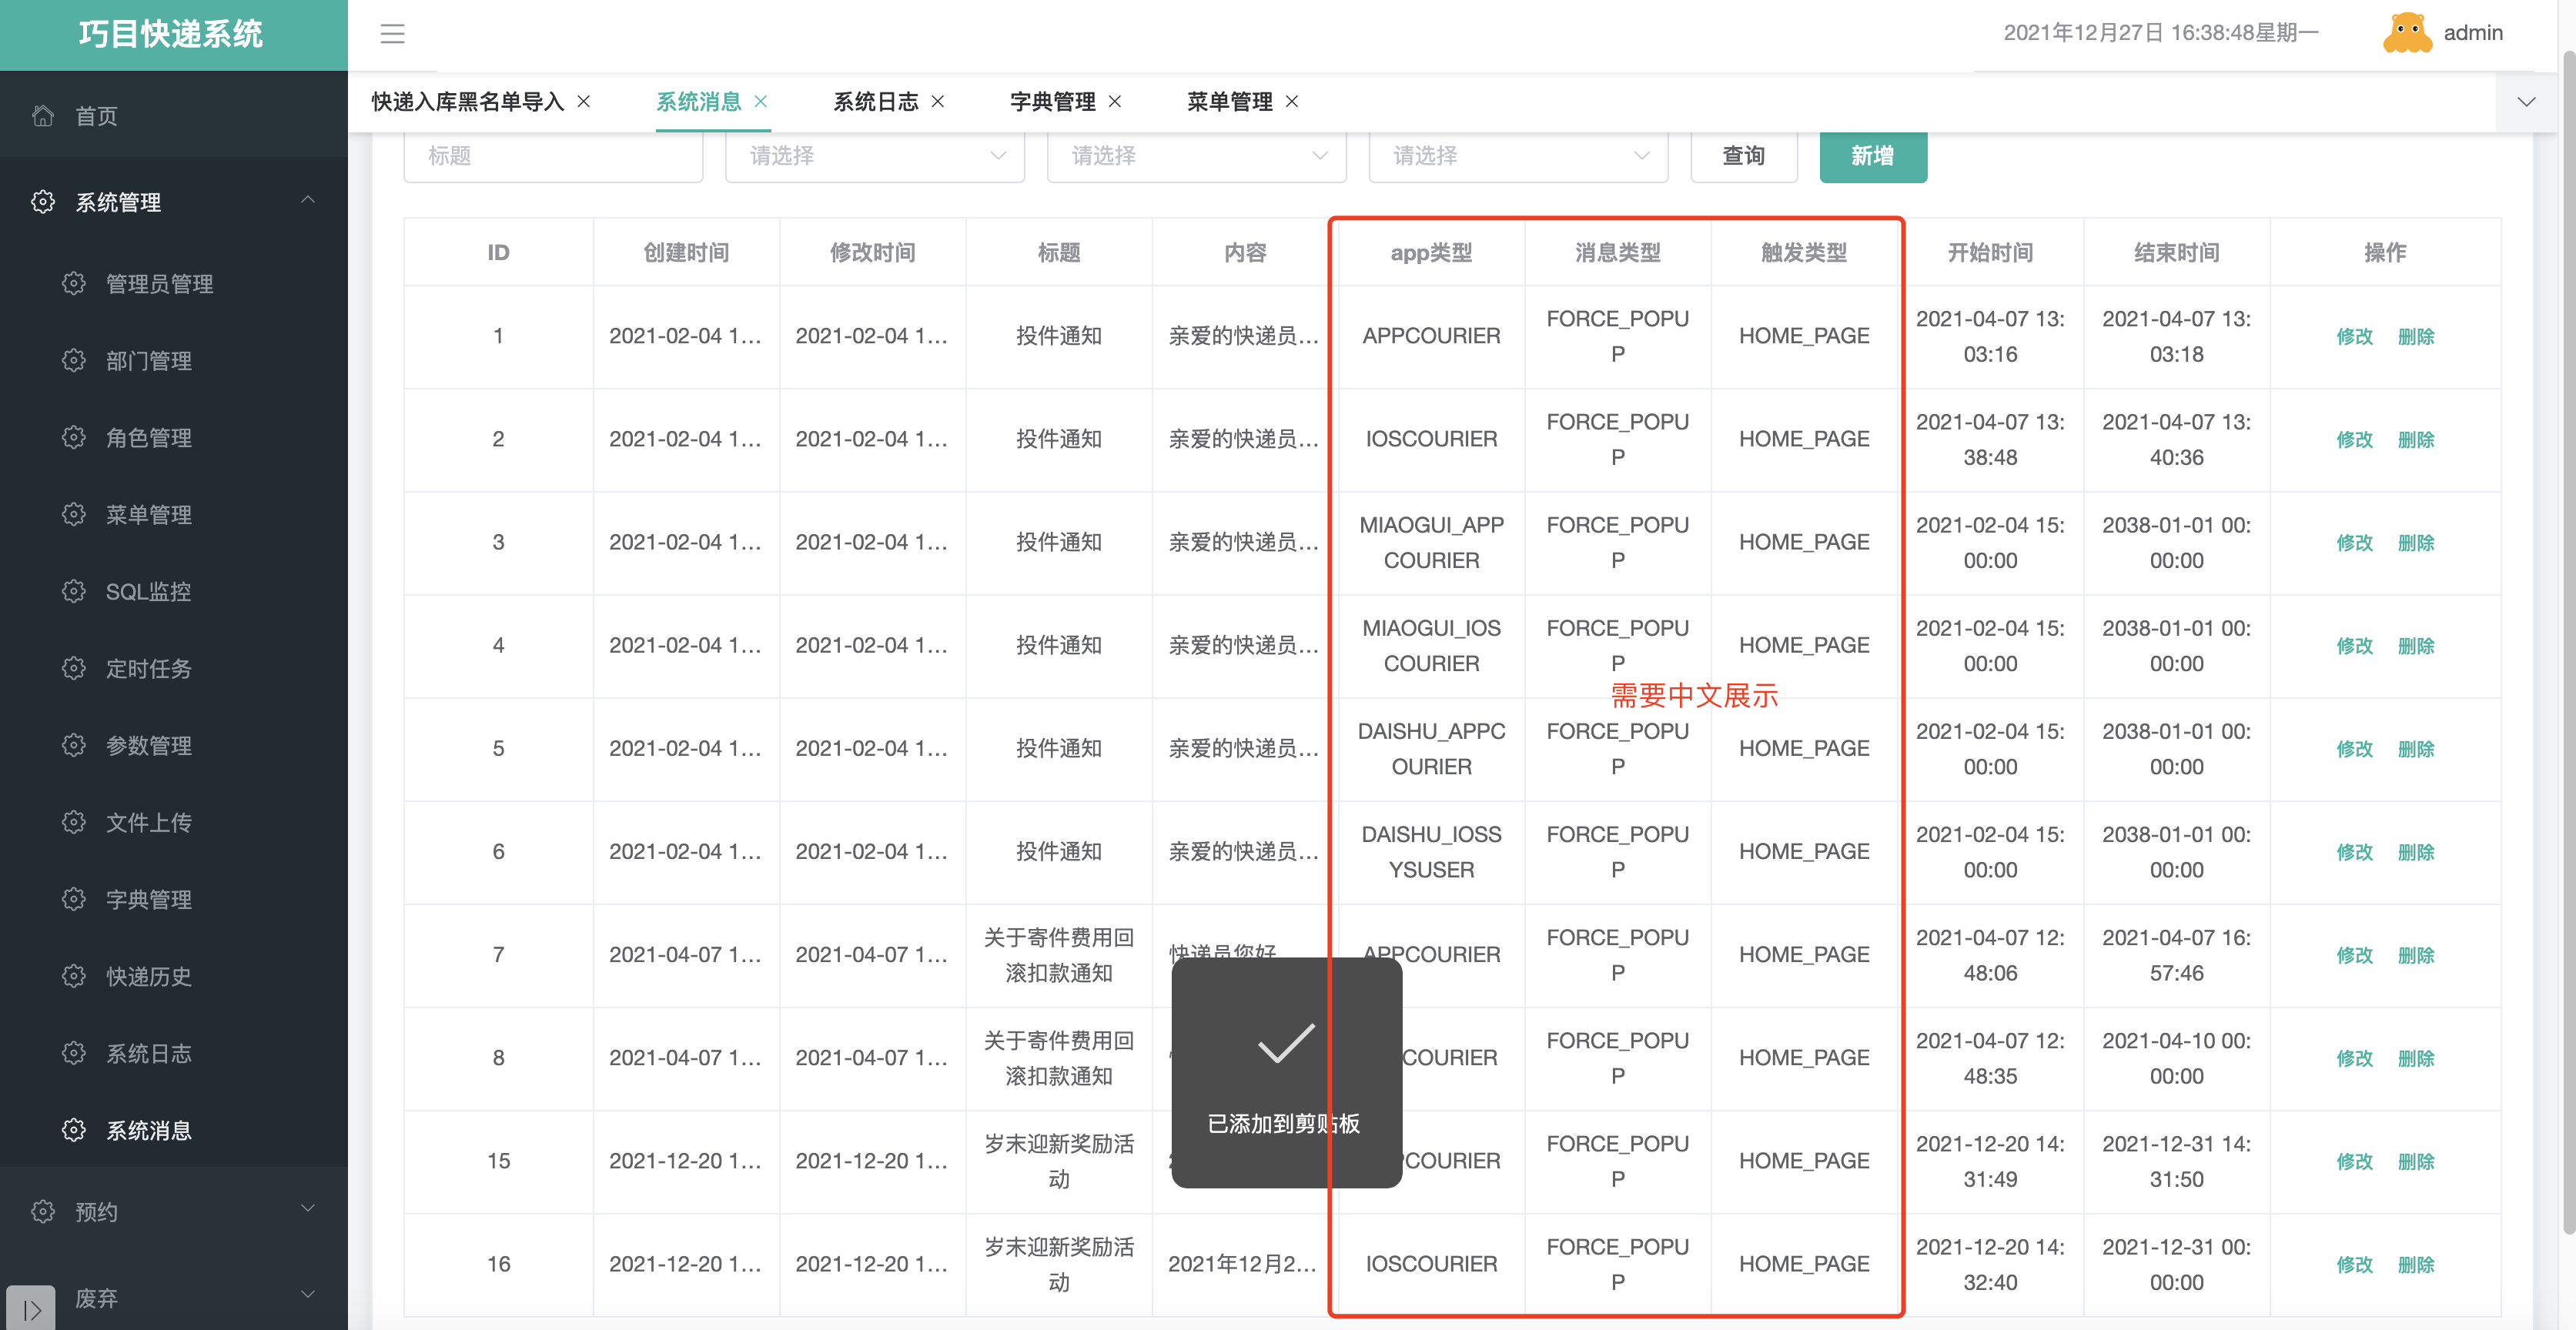 巧目快递系统
2021年12月27日 16:38:48星期一
admin
快递入库黑名单导入
系统消息
系统日志
字典管理
菜单管理
首页
系统管理
管理员管理
部门管理
角色管理
菜单管理
SQL监控
定时任务
参数管理
文件上传
字典管理
快递历史
系统日志
系统消息
预约
废弃
标题
请选择
请选择
请选择
查询
新增
ID 创建时间 修改时间 标题 内容 app类型 消息类型 触发类型 开始时间 结束时间 操作
1 2021-02-04 1... 2021-02-04 1... 投件通知 亲爱的快递员... APPCOURIER FORCE_POPU HOME_PAGE 2021-04-07 13: 2021-04-07 13: 修改 删除
P 03:16 03:18
2 2021-02-04 1... 2021-02-04 1... 投件通知 亲爱的快递员... IOSCOURIER FORCE_POPU HOME_PAGE 2021-04-07 13: 2021-04-07 13: 修改 删除
P 38:48 40:36
3 2021-02-04 1... 2021-02-04 1... 投件通知 亲爱的快递员... MIAOGUI_APP FORCE_POPU HOME_PAGE 2021-02-04 15: 2038-01-01 00: 修改 删除
COURIER P 00:00 00:00
4 2021-02-04 1... 2021-02-04 1... 投件通知 亲爱的快递员... MIAOGUI_IOS FORCE_POPU HOME_PAGE 2021-02-04 15: 2038-01-01 00: 修改 删除
COURIER P 00:00 00:00
需要中文展示
5 2021-02-04 1... 2021-02-04 1... 投件通知 亲爱的快递员... DAISHU_APPC FORCE_POPU HOME_PAGE 2021-02-04 15: 2038-01-01 00: 修改 删除
OURIER P 00:00 00:00
6 2021-02-04 1... 2021-02-04 1... 投件通知 亲爱的快递员... DAISHU_IOSS FORCE_POPU HOME_PAGE 2021-02-04 15: 2038-01-01 00: 修改 删除
YSUSER P 00:00 00:00
7 2021-04-07 1... 2021-04-07 1... 关于寄件费用回 快递员您好 APPCOURIER FORCE_POPU HOME_PAGE 2021-04-07 12: 2021-04-07 16: 修改 删除
滚扣款通知 P 48:06 57:46
8 2021-04-07 1... 2021-04-07 1... 关于寄件费用回 COURIER FORCE_POPU HOME_PAGE 2021-04-07 12: 2021-04-10 00: 修改 删除
滚扣款通知 P 48:35 00:00
已添加到剪贴板
15 2021-12-20 1... 2021-12-20 1... 岁末迎新奖励活 PCOURIER FORCE_POPU HOME_PAGE 2021-12-20 14: 2021-12-31 14: 修改 删除
动 P 31:49 31:50
16 2021-12-20 1... 2021-12-20 1... 岁末迎新奖励活 2021年12月2... IOSCOURIER FORCE_POPU HOME_PAGE 2021-12-20 14: 2021-12-31 00: 修改 删除
动 P 32:40 00:00